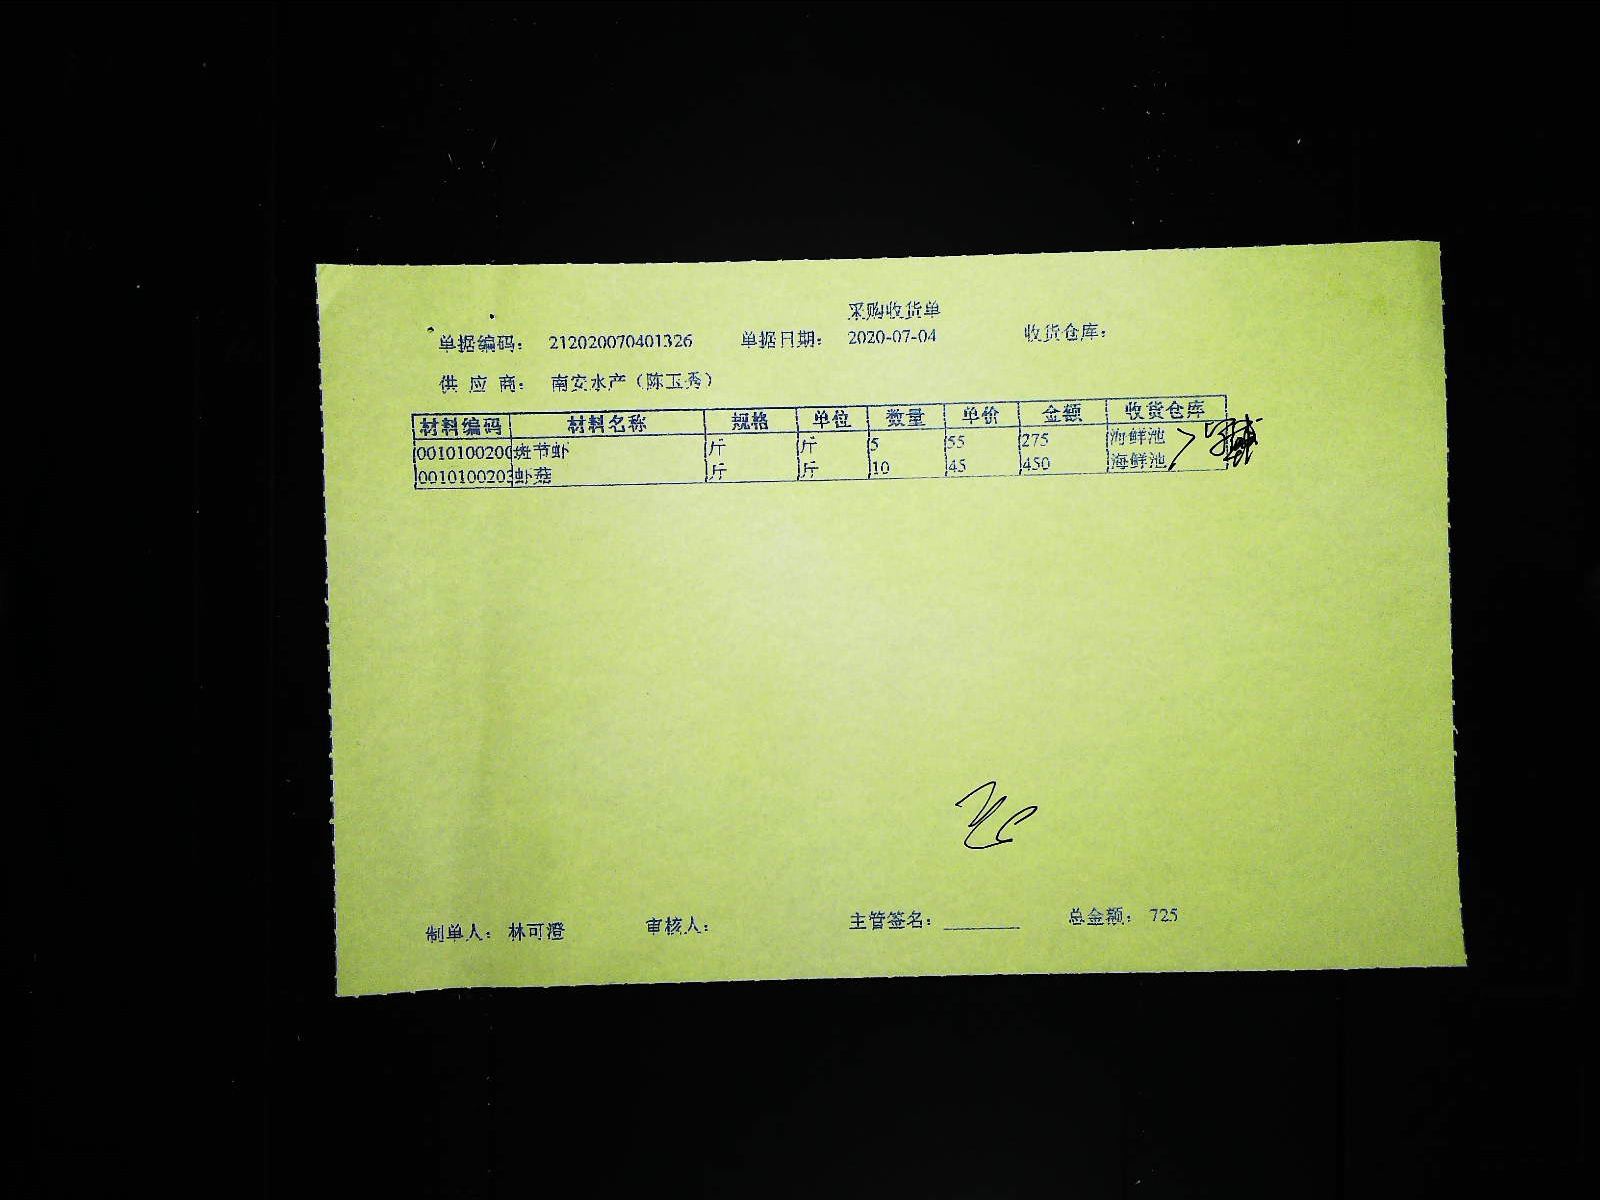 采购收货单
单据编码： 212020070401326 单据日期： 2020-07-04 收货仓库：
供 应 商： 南安水产（陈玉秀）
材料编码 材料名称 规格 单位 数量 单价 金额 收货仓库
0010100200 斑节虾 斤 斤 5 55 275 海鲜池
0010100203 虾菇 斤 斤 10 45 450 海鲜池
制单人： 林可澄 审核人： 主管签名： 总金额： 725